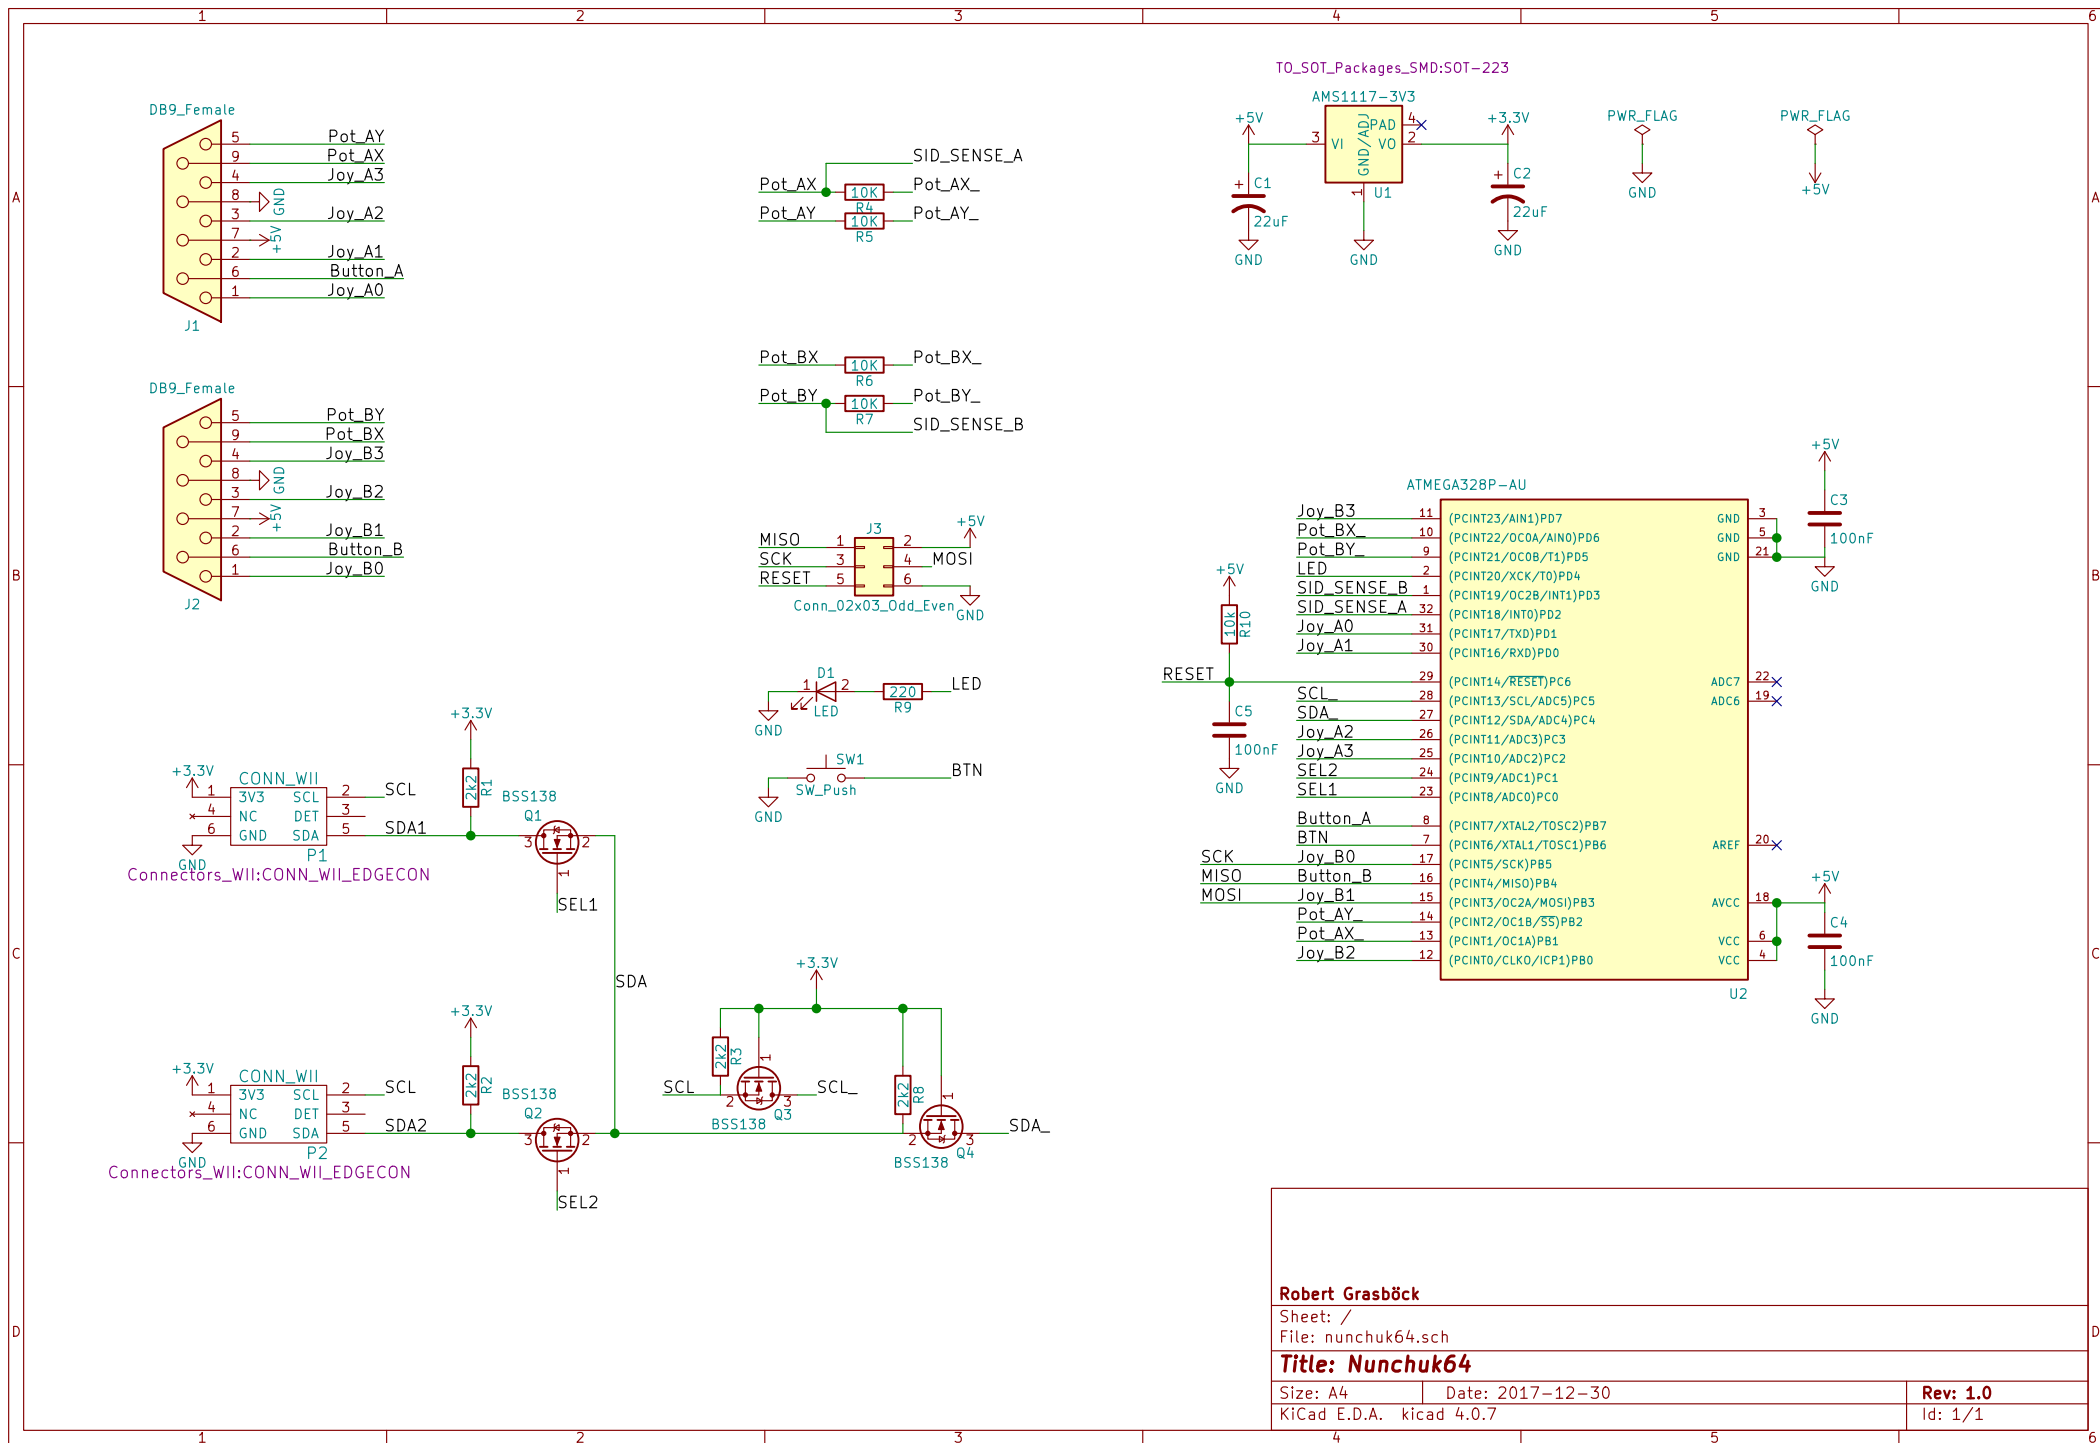 1 2 3 4 5 6
A
B
C
D
A
B
C
D
DB9_Female
5 Pot_AY
9 Pot_AX
4 Joy_A3
8 GND
3 Joy_A2
7 +5V
2 Joy_A1
6 Button_A
1 Joy_A0
J1
DB9_Female
5 Pot_BY
9 Pot_BX
4 Joy_B3
8 GND
3 Joy_B2
7 +5V
2 Joy_B1
6 Button_B
1 Joy_B0
J2
SID_SENSE_A
Pot_AX 10K Pot_AX_
R4
Pot_AY 10K Pot_AY_
R5
Pot_BX 10K Pot_BX_
R6
Pot_BY 10K Pot_BY_
R7
SID_SENSE_B
TO_SOT_Packages_SMD:SOT-223
AMS1117-3V3
+5V
3 VI
GND/ADJ
PAD 4
VO 2
1
U1
+3.3V
C1
22uF
GND
GND
C2
22uF
GND
PWR_FLAG
GND
PWR_FLAG
+5V
J3
+5V
MISO 1 2
SCK 3 4 MOSI
RESET 5 6
Conn_02x03_Odd_Even
GND
D1
1 2
LED
GND
220
R9
LED
SW1
SW_Push
GND
BTN
+3.3V
CONN_WII
1 3V3 SCL 2 SCL
4 NC DET 3
6 GND SDA 5 SDA1
GND
P1
Connectors_WII:CONN_WII_EDGECON
+3.3V
2k2
R1
BSS138
Q1
3 2
1
SEL1
SDA
+3.3V
CONN_WII
1 3V3 SCL 2 SCL
4 NC DET 3
6 GND SDA 5 SDA2
GND
P2
Connectors_WII:CONN_WII_EDGECON
+3.3V
2k2
R2
BSS138
Q2
3 2
1
SEL2
+3.3V
2k2
R3
1
SCL 2 3 SCL_
Q3
BSS138
2k2
R8
1
2 3 SDA_
Q4
BSS138
ATMEGA328P-AU
Joy_B3 11 (PCINT23/AIN1)PD7
Pot_BX_ 10 (PCINT22/OC0A/AIN0)PD6
Pot_BY_ 9 (PCINT21/OC0B/T1)PD5
LED 2 (PCINT20/XCK/T0)PD4
SID_SENSE_B 1 (PCINT19/OC2B/INT1)PD3
SID_SENSE_A 32 (PCINT18/INT0)PD2
Joy_A0 31 (PCINT17/TXD)PD1
Joy_A1 30 (PCINT16/RXD)PD0
RESET 29 (PCINT14/RESET)PC6
SCL_ 28 (PCINT13/SCL/ADC5)PC5
SDA_ 27 (PCINT12/SDA/ADC4)PC4
Joy_A2 26 (PCINT11/ADC3)PC3
Joy_A3 25 (PCINT10/ADC2)PC2
SEL2 24 (PCINT9/ADC1)PC1
SEL1 23 (PCINT8/ADC0)PC0
Button_A 8 (PCINT7/XTAL2/TOSC2)PB7
BTN 7 (PCINT6/XTAL1/TOSC1)PB6
SCK Joy_B0 17 (PCINT5/SCK)PB5
MISO Button_B 16 (PCINT4/MISO)PB4
MOSI Joy_B1 15 (PCINT3/OC2A/MOSI)PB3
Pot_AY_ 14 (PCINT2/OC1B/SS)PB2
Pot_AX_ 13 (PCINT1/OC1A)PB1
Joy_B2 12 (PCINT0/CLKO/ICP1)PB0
GND 3
GND 5
GND 21
ADC7 22
ADC6 19
AREF 20
AVCC 18
VCC 6
VCC 4
U2
+5V
10k
R10
C5
100nF
GND
+5V
C3
100nF
GND
+5V
C4
100nF
GND
Robert Grasböck
Sheet: /
File: nunchuk64.sch
Title: Nunchuk64
Size: A4 Date: 2017-12-30 Rev: 1.0
KiCad E.D.A. kicad 4.0.7 Id: 1/1
1 2 3 4 5 6